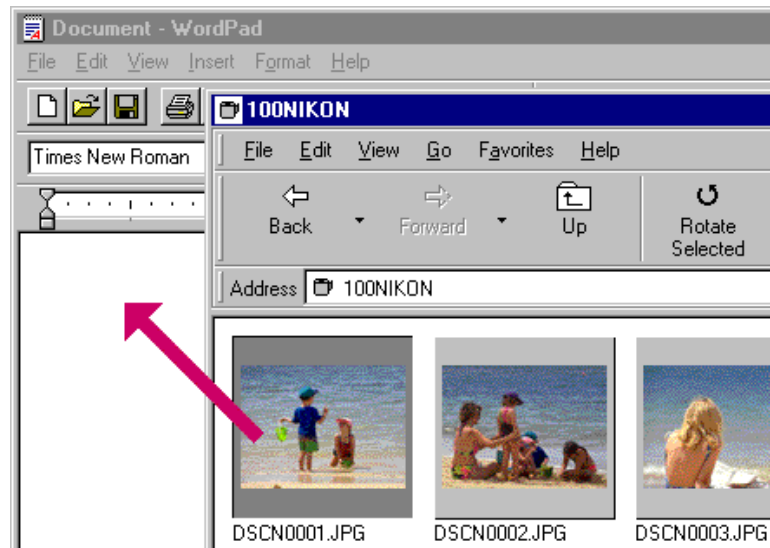 Document - WordPad
File Edit View Insert Format Help
100NIKON
Times New Roman
File Edit View Go Favorites Help
Back Forward Up Rotate Selected
Address 100NIKON
DSCN0001.JPG DSCN0002.JPG DSCN0003.JPG